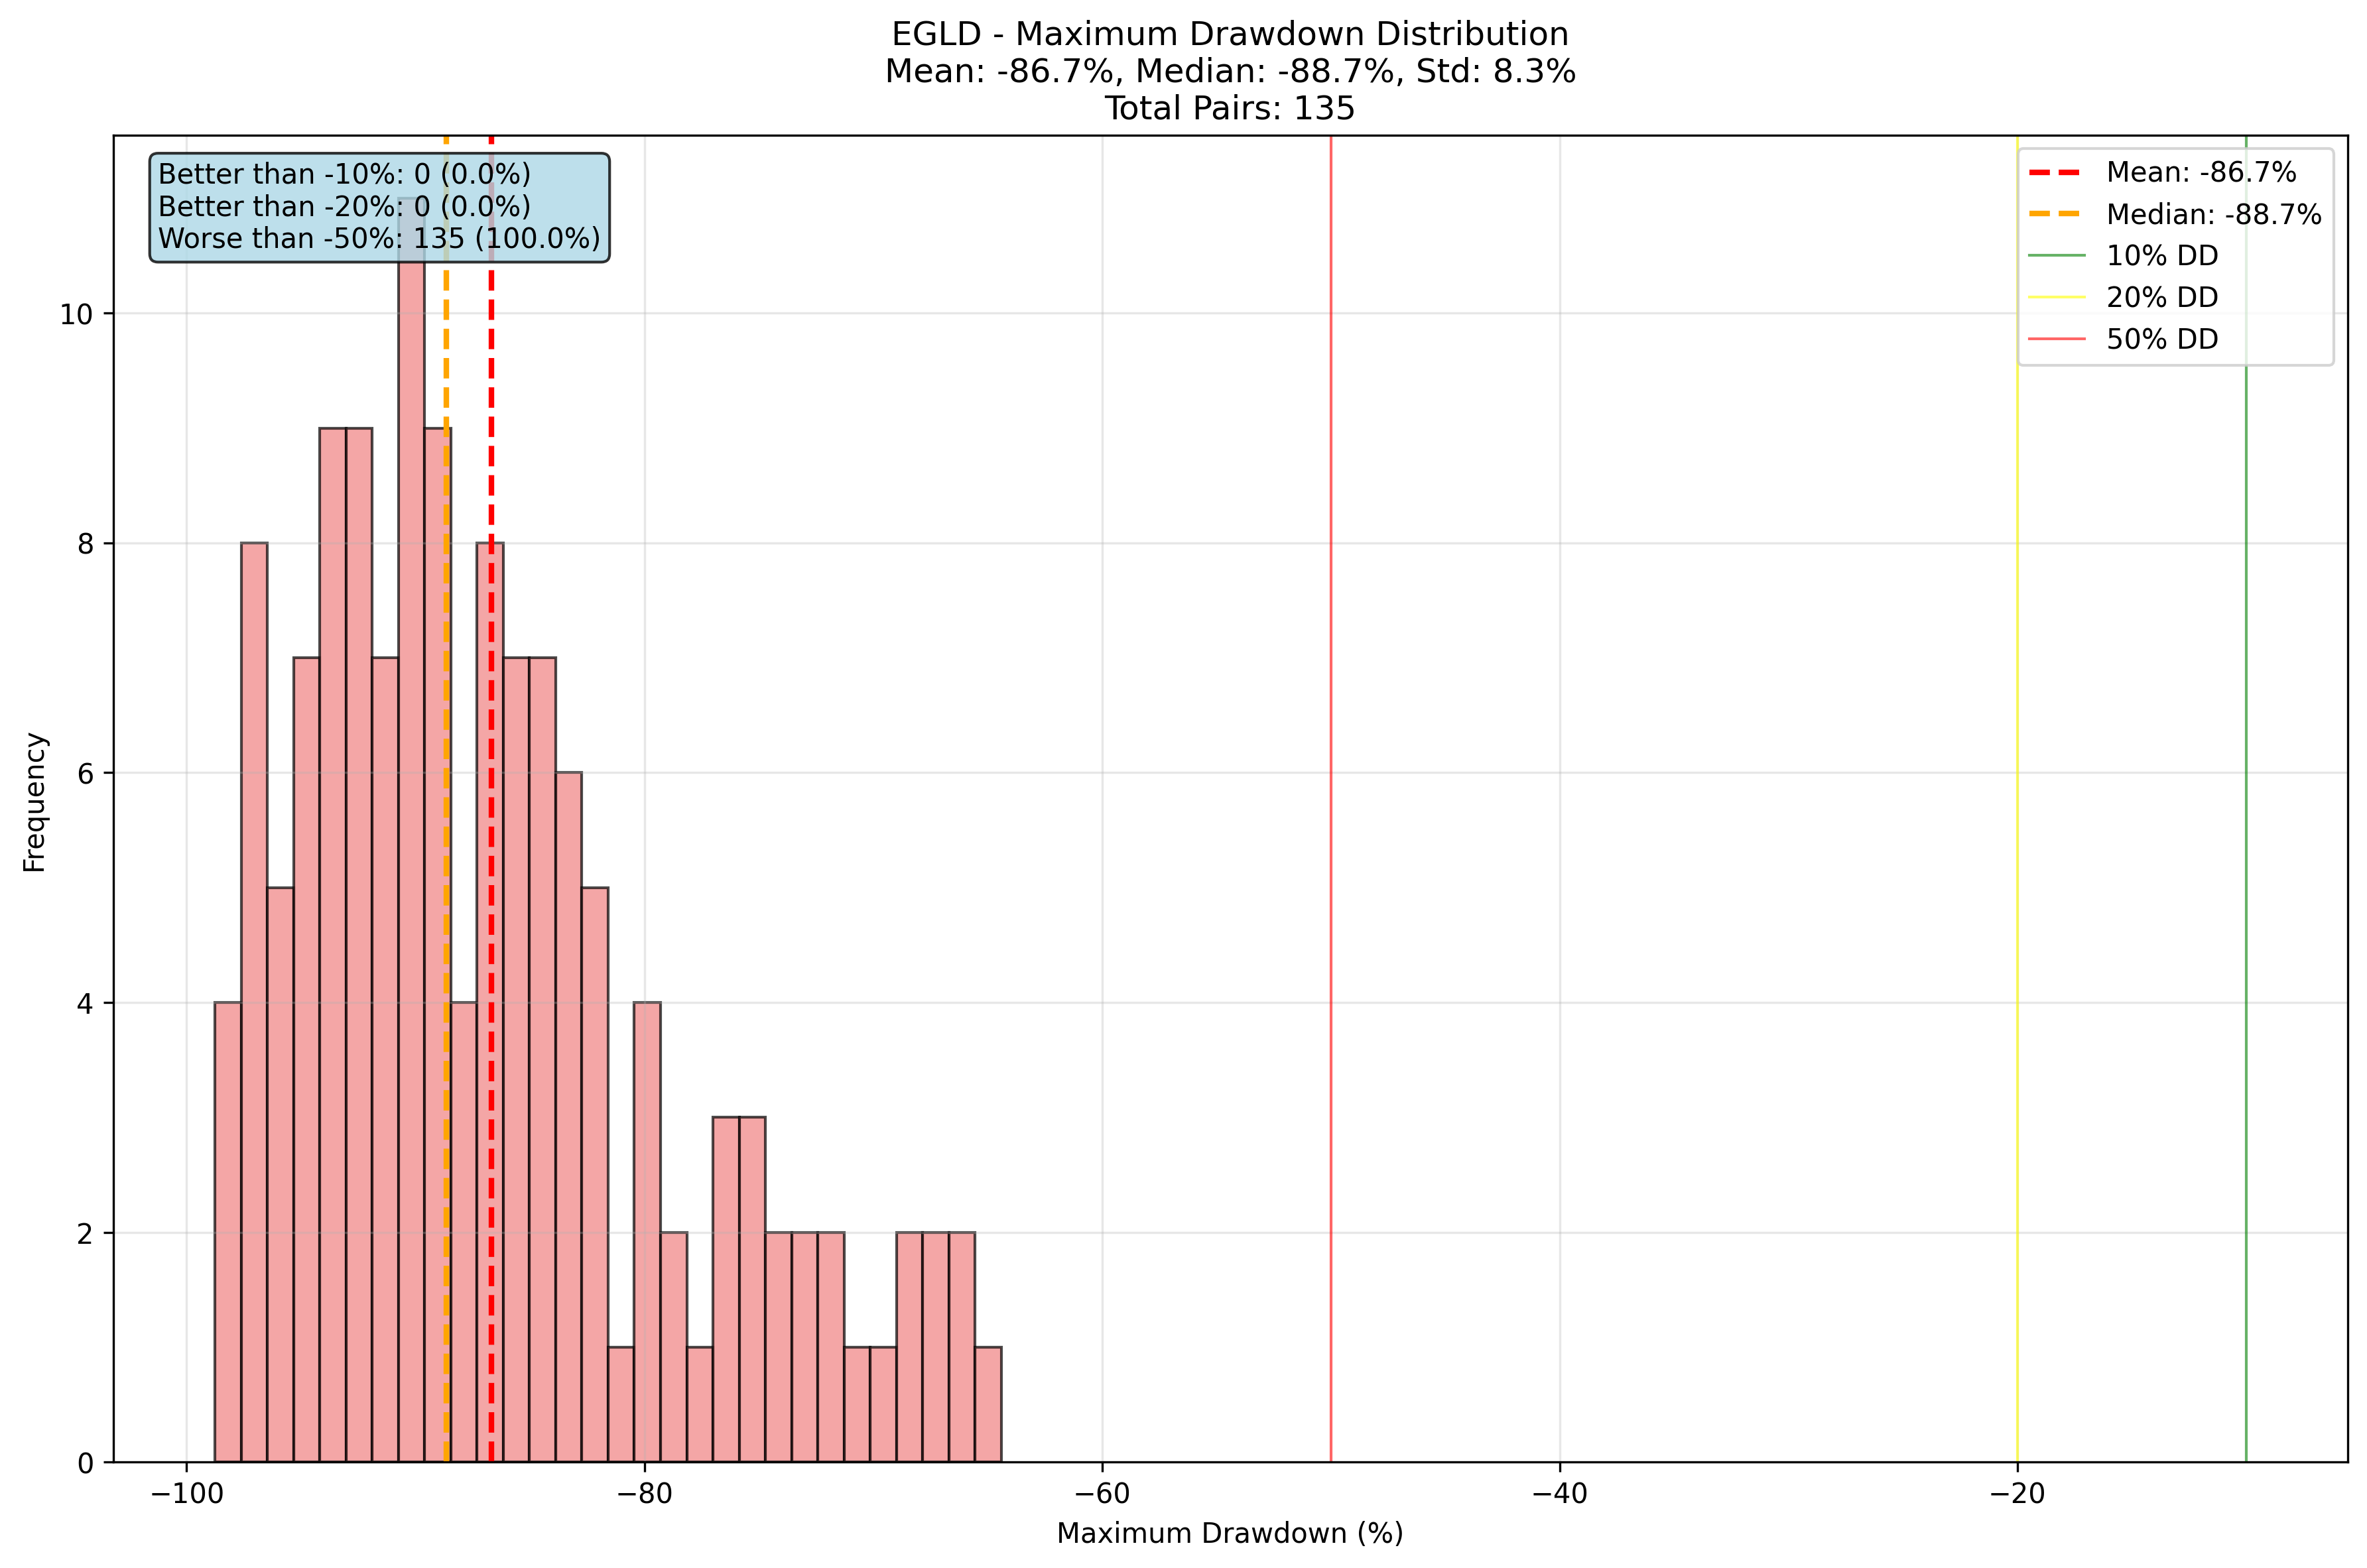 EGLD - Maximum Drawdown Distribution
Mean: -86.7%, Median: -88.7%, Std: 8.3%
Total Pairs: 135
Better than -10%: 0 (0.0%)
Better than -20%: 0 (0.0%)
Worse than -50%: 135 (100.0%)
Mean: -86.7%
Median: -88.7%
10% DD
20% DD
50% DD
Frequency
10
8
6
4
2
0
−100
−80
−60
−40
−20
Maximum Drawdown (%)